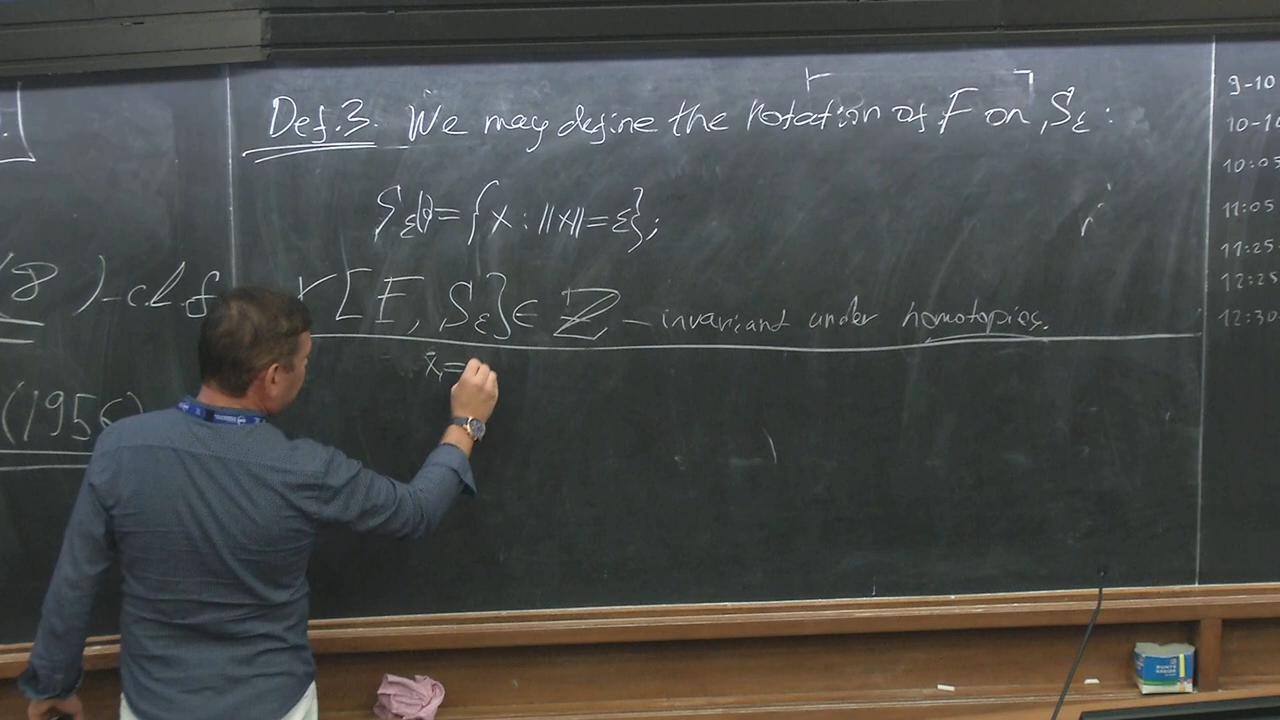 Def.3. We may define the rotation of F on S_ε:
S_ε(0)={x:||x||=ε};
8)-cl.f
r[F, S_ε]∈ℤ – invariant under homotopies.
x̄,=
(1956)
9-10
10-10
10:05
11:05
11:25
12:25
12:30